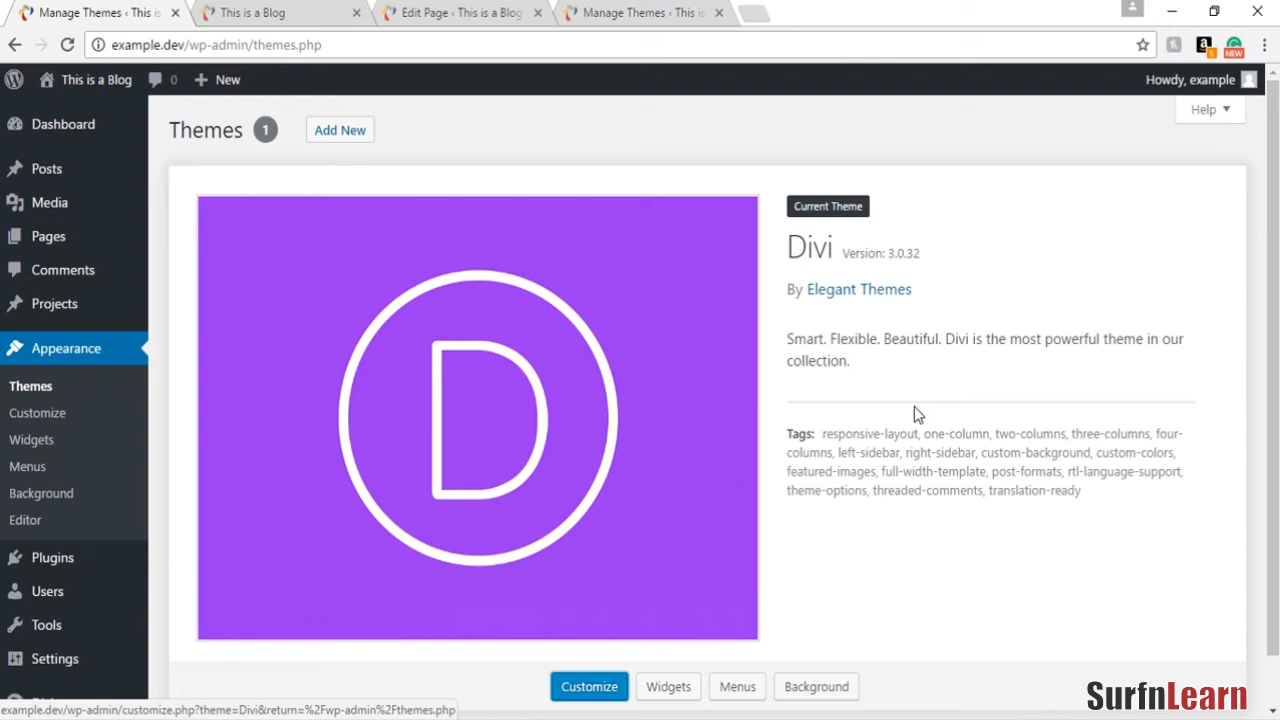 Manage Themes ‹ This is
This is a Blog
Edit Page ‹ This is a Blog
Manage Themes ‹ This is
example.dev/wp-admin/themes.php
a
5
NEW
This is a Blog
0
New
Howdy, example
Help
Dashboard
Posts
Media
Pages
Comments
Projects
Appearance
Themes
Customize
Widgets
Menus
Background
Editor
Plugins
Users
Tools
Settings
Themes 1
Add New
D
Current Theme
Divi Version: 3.0.32
By Elegant Themes
Smart. Flexible. Beautiful. Divi is the most powerful theme in our
collection.
Tags: responsive-layout, one-column, two-columns, three-columns, four-
columns, left-sidebar, right-sidebar, custom-background, custom-colors,
featured-images, full-width-template, post-formats, rtl-language-support,
theme-options, threaded-comments, translation-ready
Customize
Widgets
Menus
Background
example.dev/wp-admin/customize.php?theme=Divi&return=%2Fwp-admin%2Fthemes.php
SurfnLearn